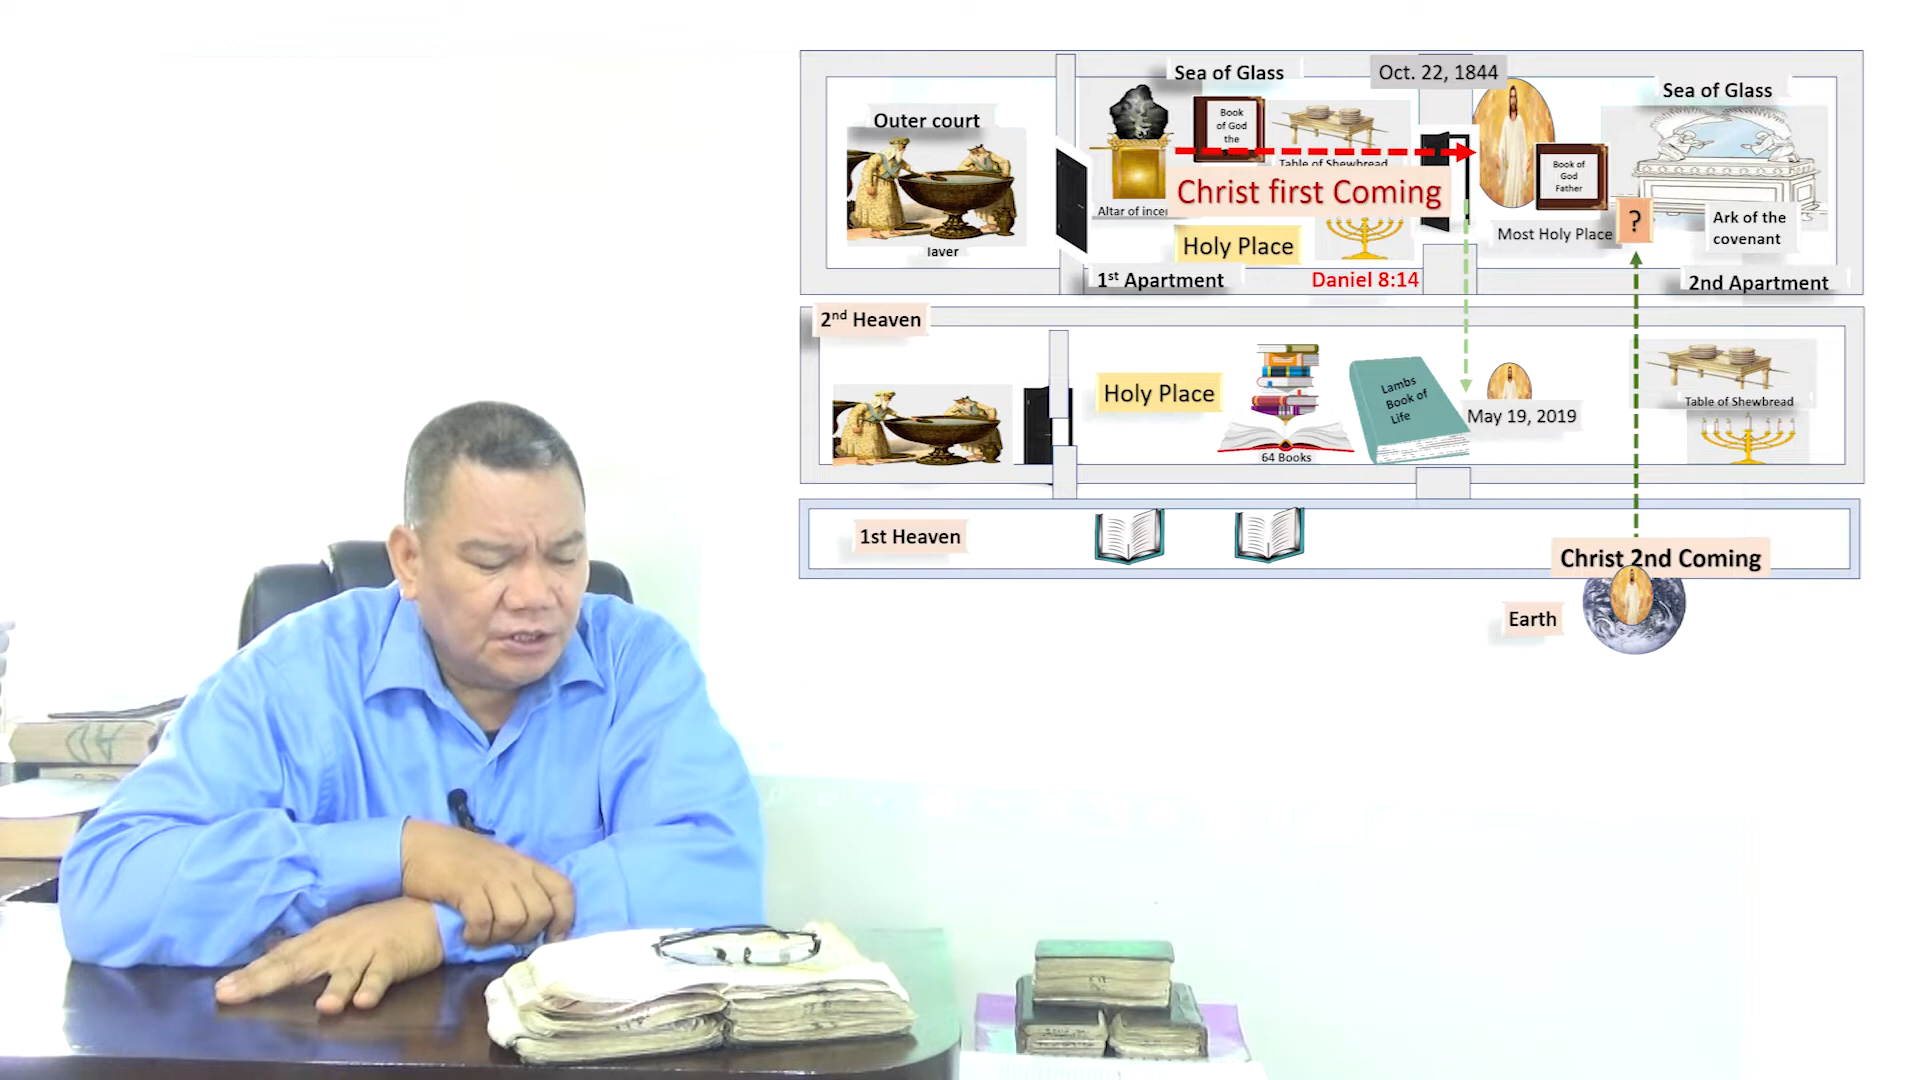 Sea of Glass
Oct. 22, 1844
Sea of Glass
Outer court
Book
of God
the
Table of Shewbread
Book of
God
Father
Christ first Coming
Altar of
laver
Holy Place
Most Holy Place
?
Ark of the
covenant
1st Apartment
Daniel 8:14
2nd Apartment
2nd Heaven
Holy Place
64 Books
Lambs
Book of
Life
May 19, 2019
Table of Shewbread
1st Heaven
Christ 2nd Coming
Earth